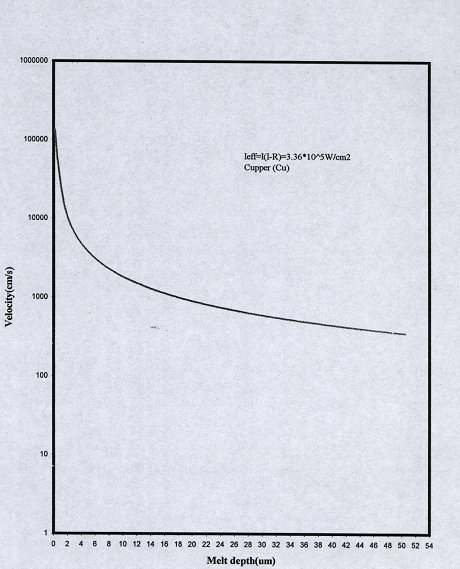 1000000
100000
10000
1000
100
10
1
Velocity(cm/s)
Ieff=I(I-R)=3.36*10^5W/cm2
Cupper (Cu)
0 2 4 6 8 10 12 14 16 18 20 22 24 26 28 30 32 34 36 38 40 42 44 46 48 50 52 54
Melt depth(um)